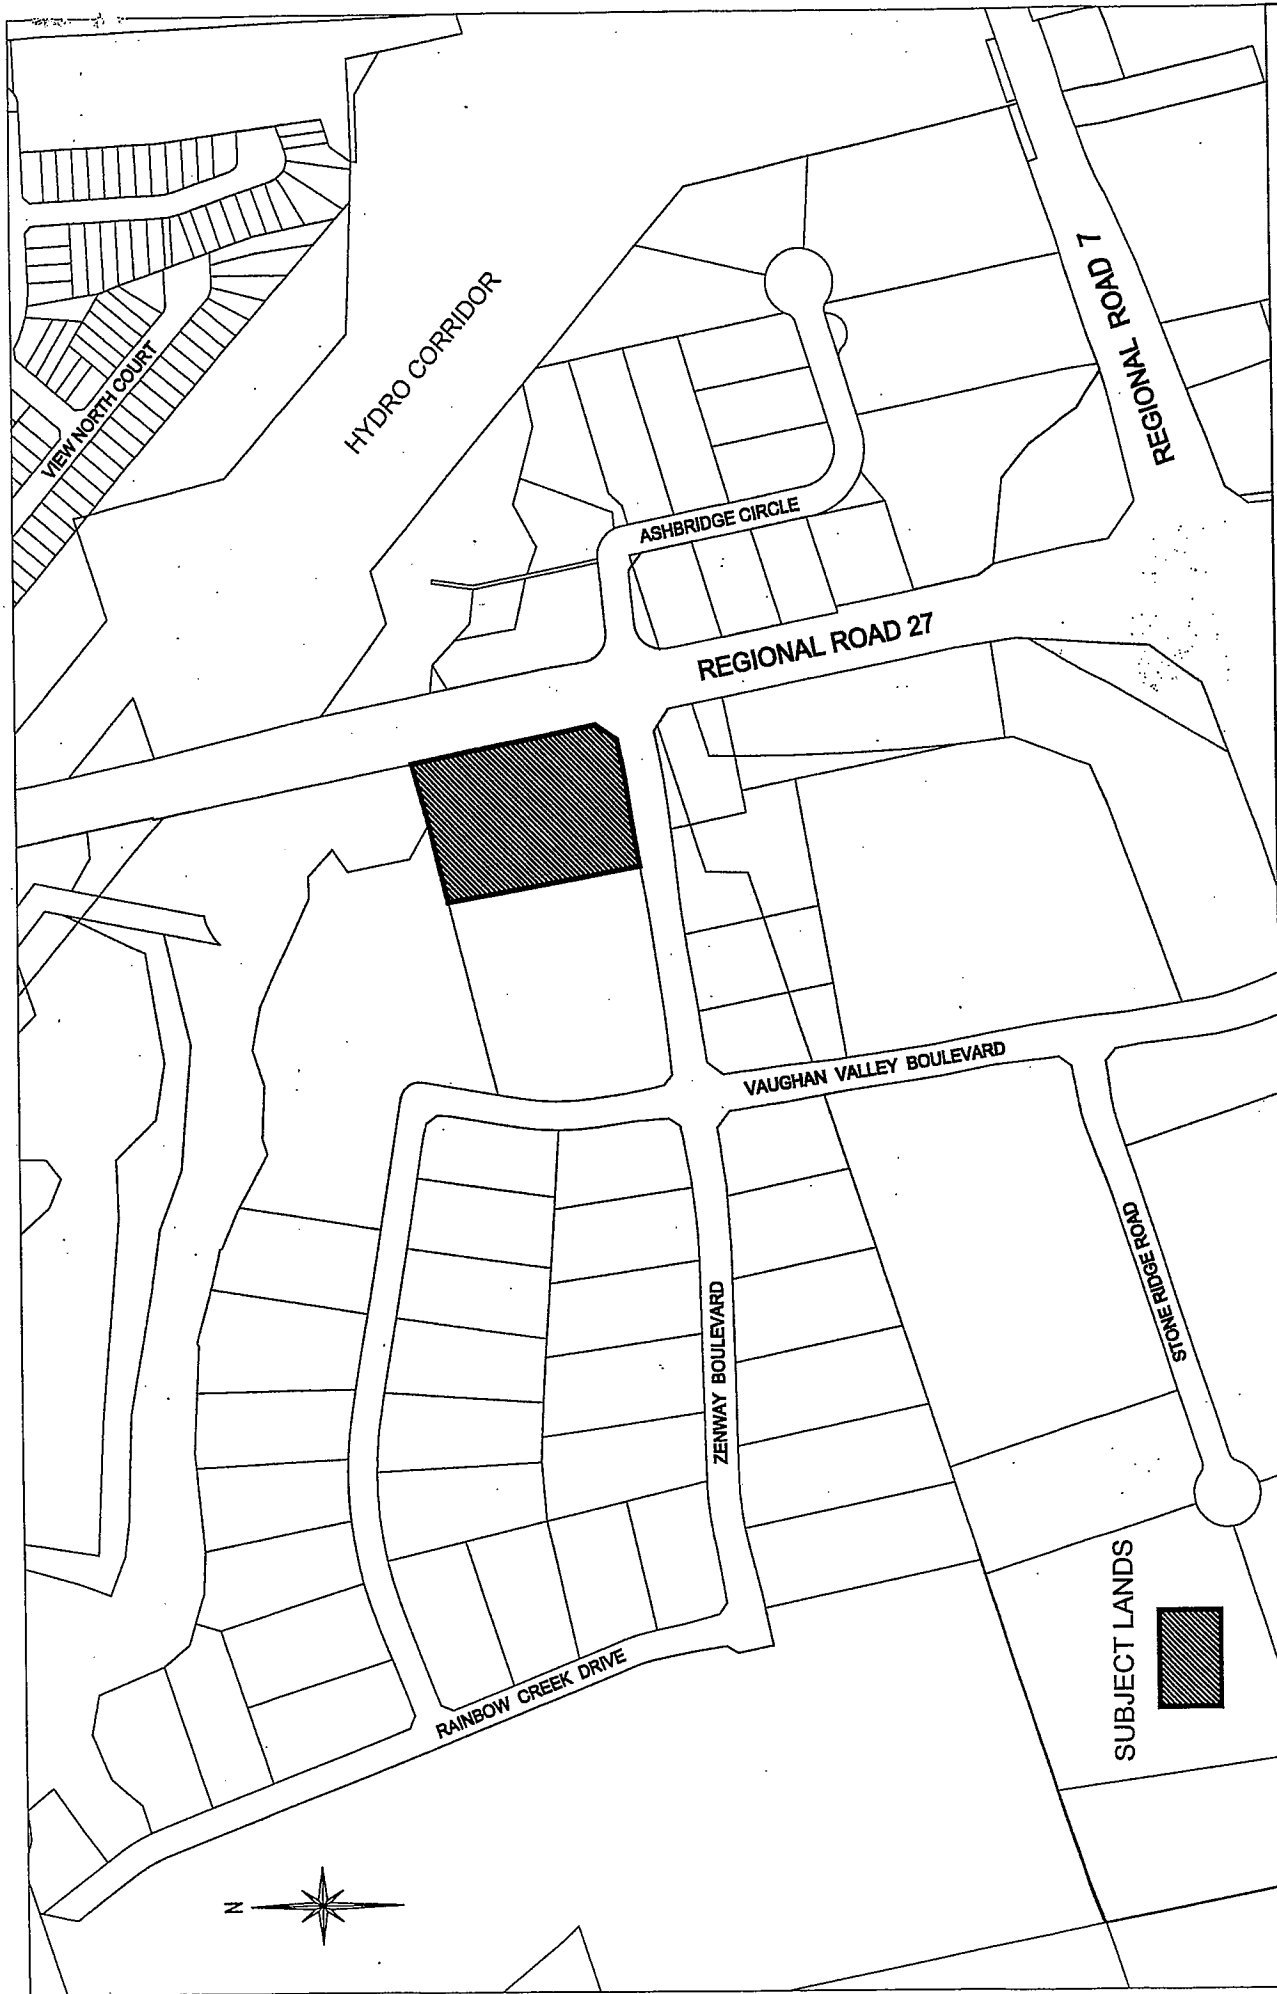 VIEW NORTH COURT
HYDRO CORRIDOR
REGIONAL ROAD 7
ASHBRIDGE CIRCLE
REGIONAL ROAD 27
VAUGHAN VALLEY BOULEVARD
STONE RIDGE ROAD
ZENWAY BOULEVARD
RAINBOW CREEK DRIVE
SUBJECT LANDS
N